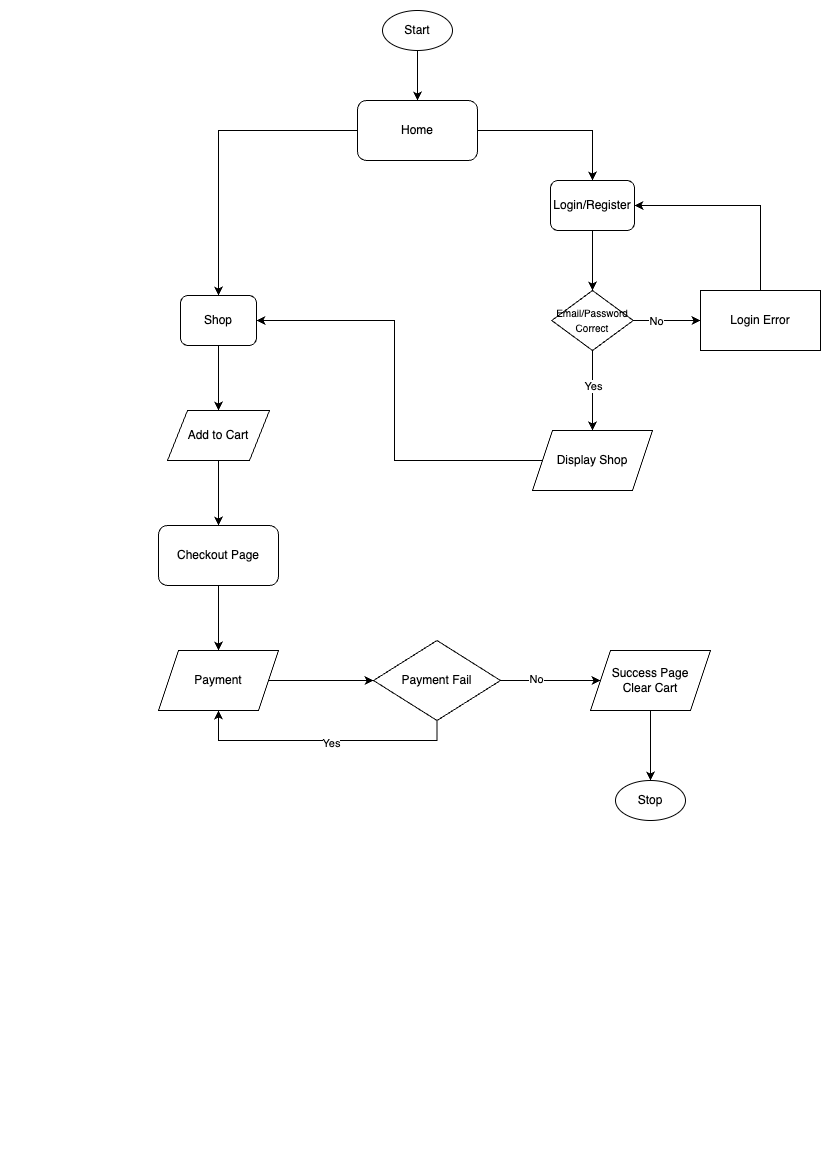 Start
Home
Login/Register
Email/Password
Correct
No
Login Error
Shop
Yes
Add to Cart
Display Shop
Checkout Page
Payment
Payment Fail
No
Success Page
Clear Cart
Yes
Stop